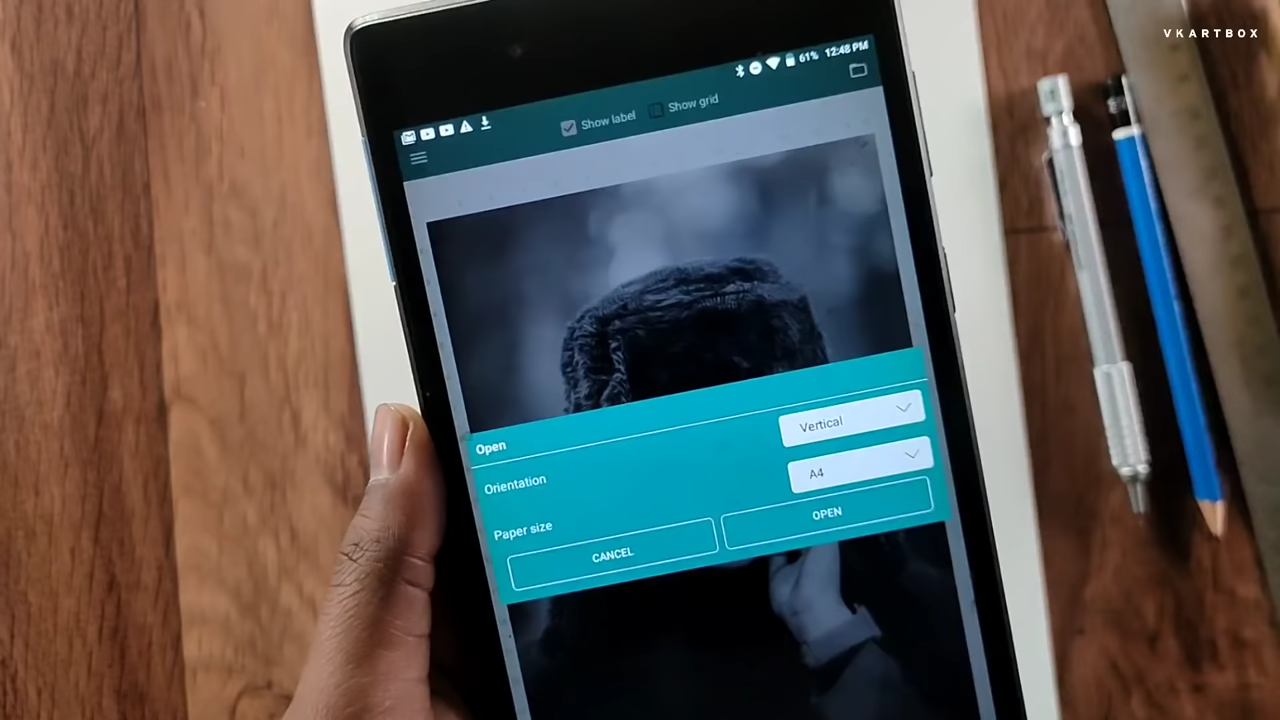 VKARTBOX
61% 12:48 PM
Show label Show grid
Open
Orientation Vertical
Paper size A4
CANCEL OPEN